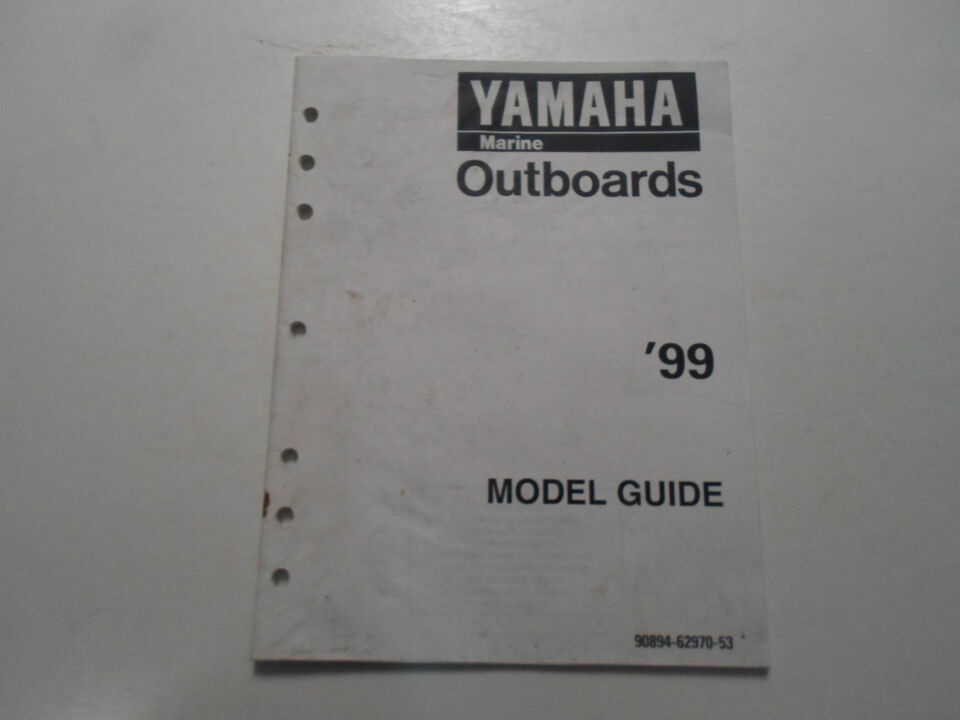 YAMAHA
Marine
Outboards
'99
MODEL GUIDE
90894-62970-53